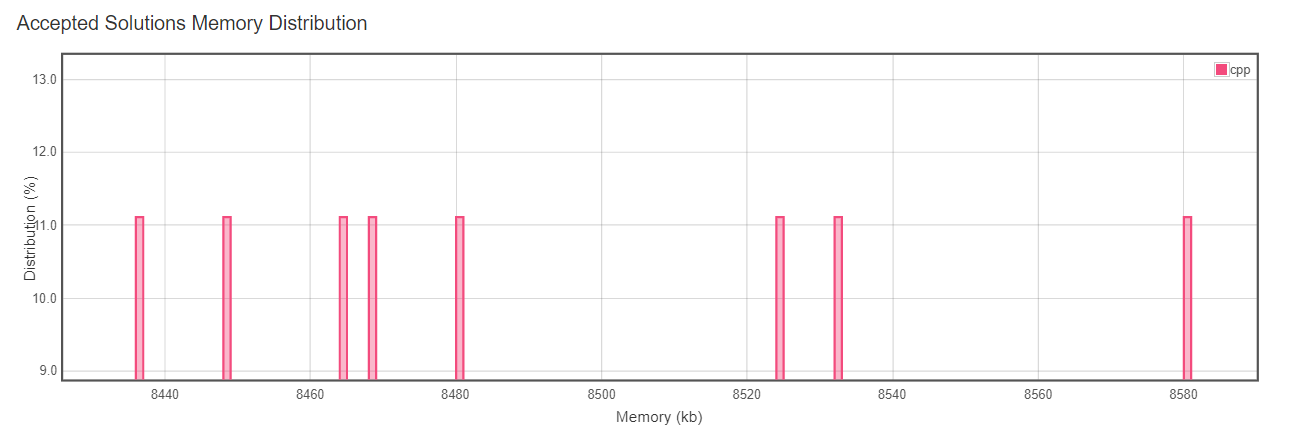 Accepted Solutions Memory Distribution
cpp
Distribution (%)
13.0
12.0
11.0
10.0
9.0
8440 8460 8480 8500 8520 8540 8560 8580
Memory (kb)